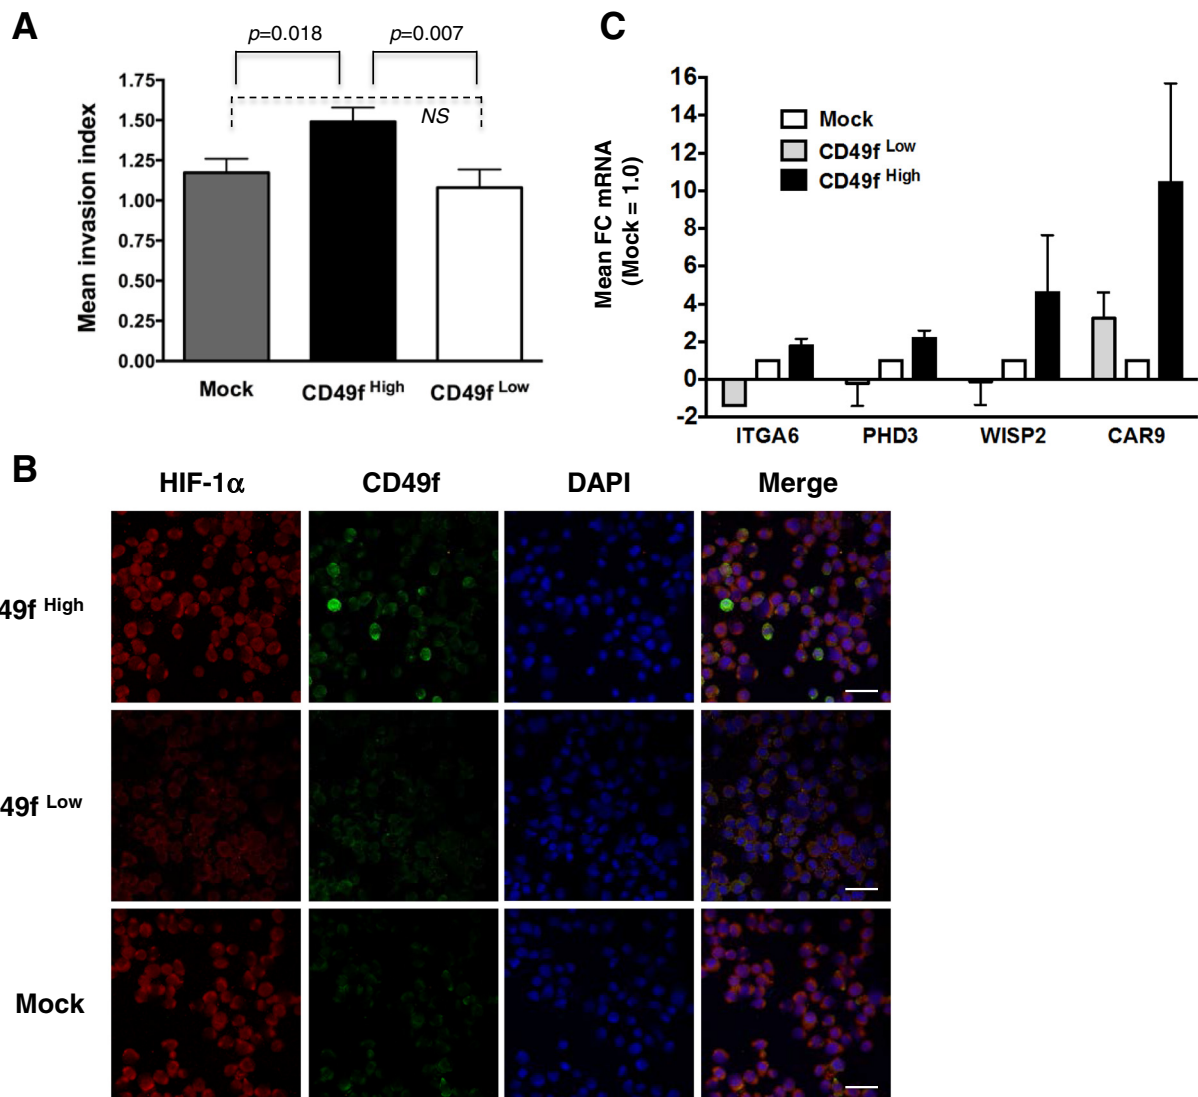 A
p=0.018
p=0.007
NS
Mean invasion index
1.75
1.50
1.25
1.00
0.75
0.50
0.25
0.00
Mock
CD49f High
CD49f Low
C
Mean FC mRNA
(Mock = 1.0)
16
14
12
10
8
6
4
2
0
-2
Mock
CD49f Low
CD49f High
ITGA6
PHD3
WISP2
CAR9
B
HIF-1α
CD49f
DAPI
Merge
49f High
49f Low
Mock